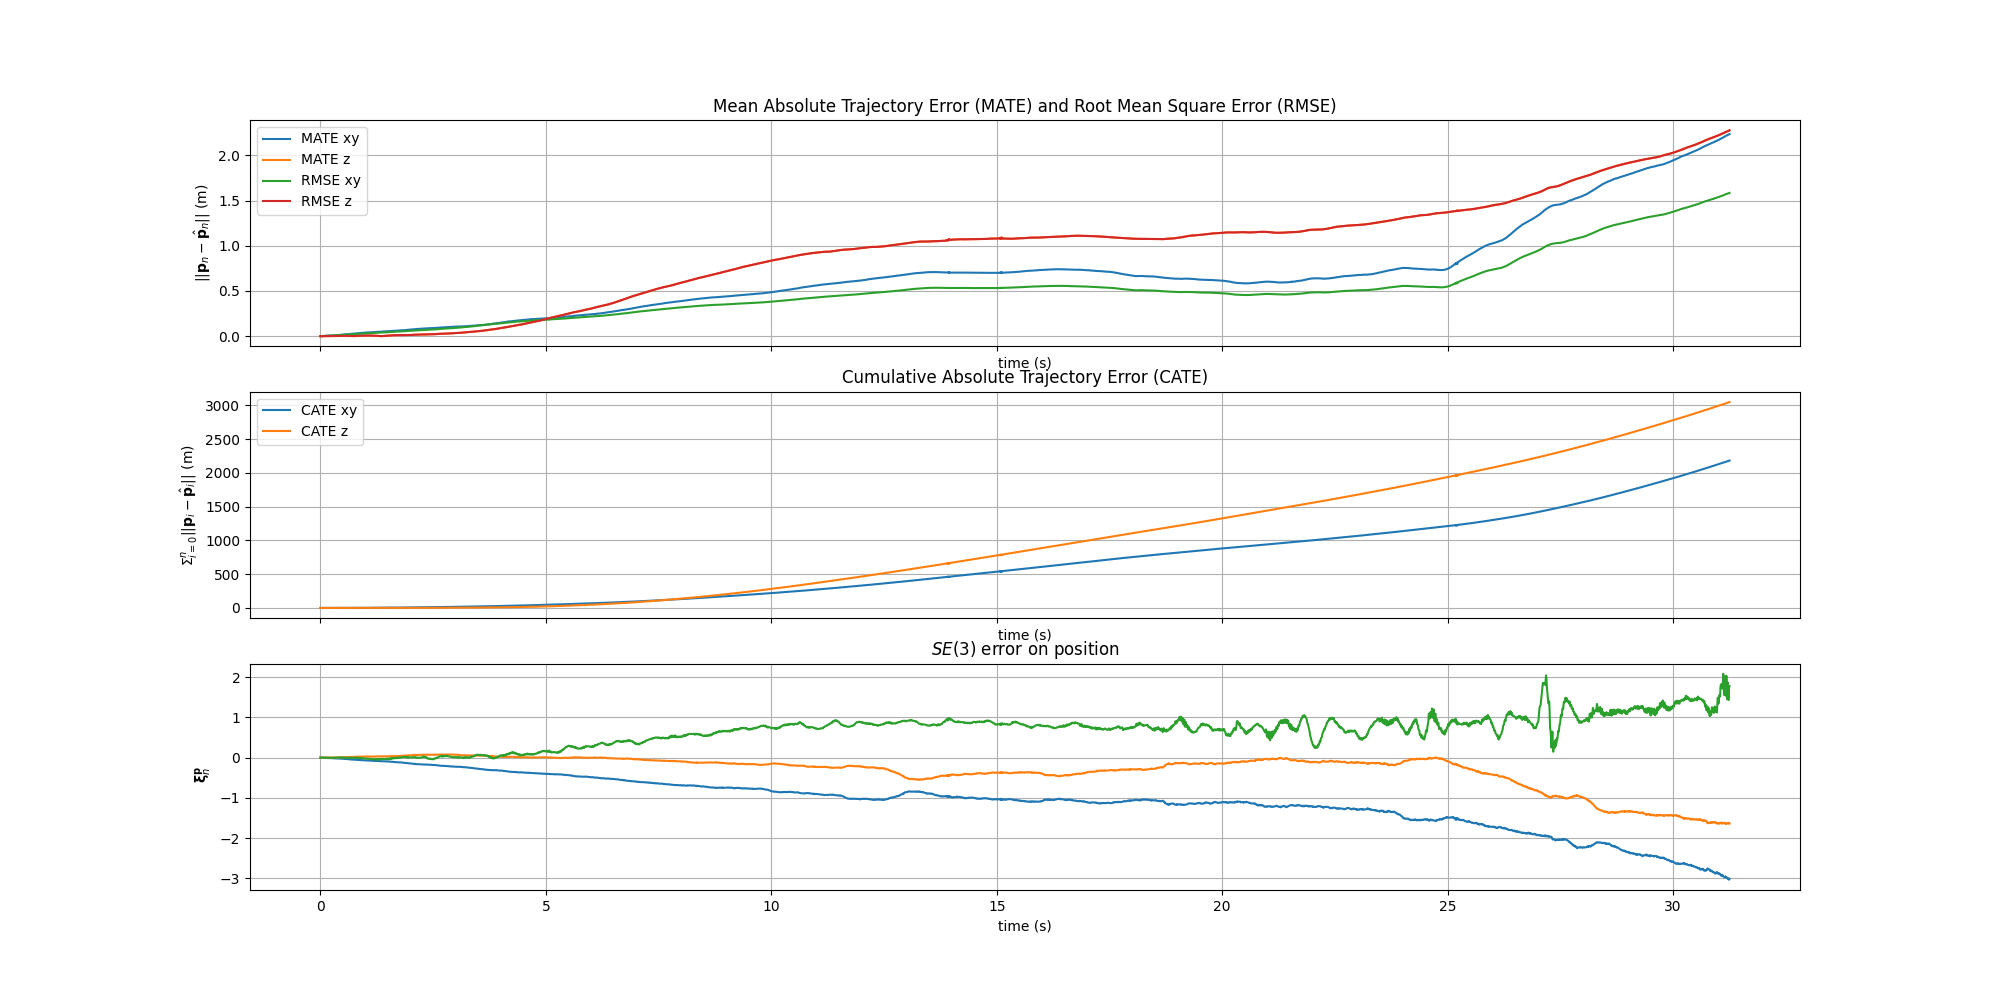 Mean Absolute Trajectory Error (MATE) and Root Mean Square Error (RMSE)
||𝐩ₙ − 𝐩̂ₙ|| (m)
2.0
1.5
1.0
0.5
0.0
MATE xy
MATE z
RMSE xy
RMSE z
time (s)
Cumulative Absolute Trajectory Error (CATE)
Σⁿᵢ₌₀||𝐩ᵢ − 𝐩̂ᵢ|| (m)
3000
2500
2000
1500
1000
500
0
CATE xy
CATE z
time (s)
SE(3) error on position
𝛏ₙᵖ
2
1
0
−1
−2
−3
0 5 10 15 20 25 30
time (s)